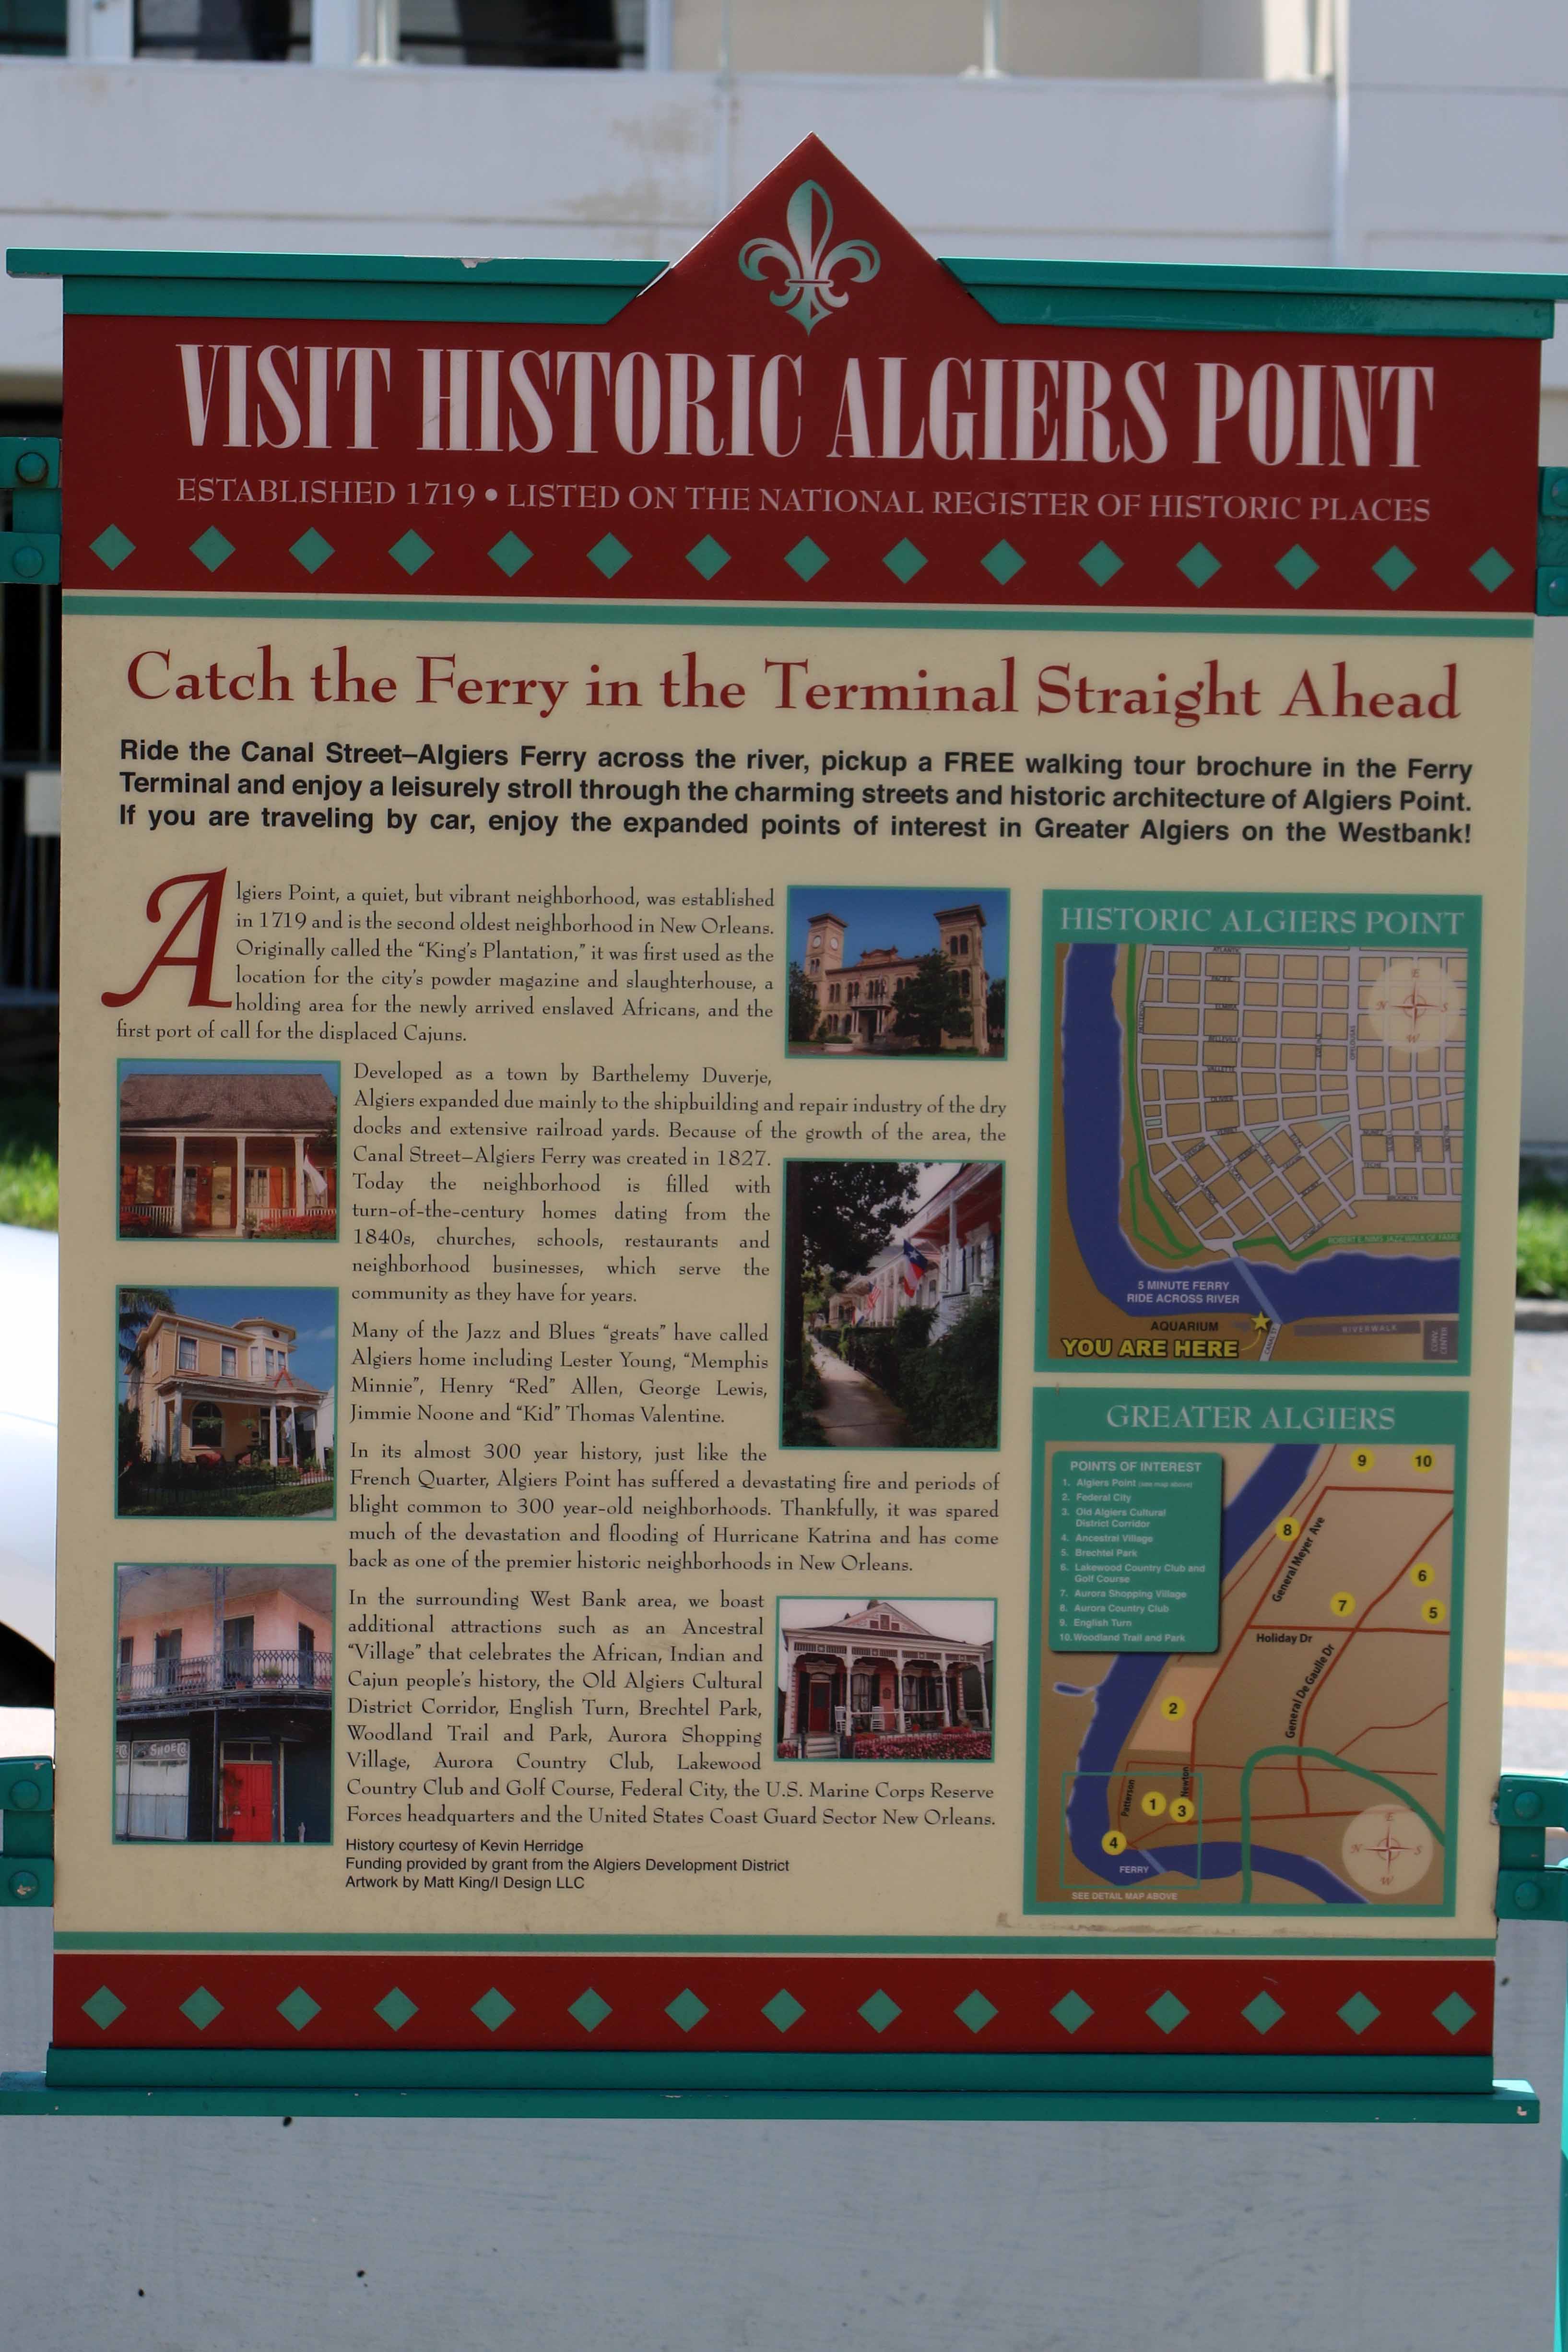 VISIT HISTORIC ALGIERS POINT
ESTABLISHED 1719 • LISTED ON THE NATIONAL REGISTER OF HISTORIC PLACES
Catch the Ferry in the Terminal Straight Ahead
Ride the Canal Street–Algiers Ferry across the river, pickup a FREE walking tour brochure in the Ferry
Terminal and enjoy a leisurely stroll through the charming streets and historic architecture of Algiers Point.
If you are traveling by car, enjoy the expanded points of interest in Greater Algiers on the Westbank!
Algiers Point, a quiet, but vibrant neighborhood, was established
in 1719 and is the second oldest neighborhood in New Orleans.
Originally called the “King's Plantation,” it was first used as the
location for the city's powder magazine and slaughterhouse, a
holding area for the newly arrived enslaved Africans, and the
first port of call for the displaced Cajuns.
Developed as a town by Barthelemy Duverje,
Algiers expanded due mainly to the shipbuilding and repair industry of the dry
docks and extensive railroad yards. Because of the growth of the area, the
Canal Street–Algiers Ferry was created in 1827.
Today the neighborhood is filled with
turn-of-the-century homes dating from the
1840s, churches, schools, restaurants and
neighborhood businesses, which serve the
community as they have for years.
Many of the Jazz and Blues “greats” have called
Algiers home including Lester Young, “Memphis
Minnie”, Henry “Red” Allen, George Lewis,
Jimmie Noone and “Kid” Thomas Valentine.
In its almost 300 year history, just like the
French Quarter, Algiers Point has suffered a devastating fire and periods of
blight common to 300 year-old neighborhoods. Thankfully, it was spared
much of the devastation and flooding of Hurricane Katrina and has come
back as one of the premier historic neighborhoods in New Orleans.
In the surrounding West Bank area, we boast
additional attractions such as an Ancestral
“Village” that celebrates the African, Indian and
Cajun people's history, the Old Algiers Cultural
District Corridor, English Turn, Brechtel Park,
Woodland Trail and Park, Aurora Shopping
Village, Aurora Country Club, Lakewood
Country Club and Golf Course, Federal City, the U.S. Marine Corps Reserve
Forces headquarters and the United States Coast Guard Sector New Orleans.
History courtesy of Kevin Herridge
Funding provided by grant from the Algiers Development District
Artwork by Matt King/I Design LLC
SHOE
HISTORIC ALGIERS POINT
ATLANTIC
PACIFIC
ELMIRA
BELLEVILLE
VALLETTE
OLIVIER
VERRET
OPELOUSAS
BROOKLYN
E
N
S
W
ROBERT E. NIMS JAZZ WALK OF FAME
5 MINUTE FERRY
RIDE ACROSS RIVER
AQUARIUM
YOU ARE HERE
CANAL ST
RIVERWALK
GREATER ALGIERS
POINTS OF INTEREST
1. Algiers Point (see map above)
2. Federal City
3. Old Algiers Cultural
District Corridor
4. Ancestral Village
5. Brechtel Park
6. Lakewood Country Club and
Golf Course
7. Aurora Shopping Village
8. Aurora Country Club
9. English Turn
10. Woodland Trail and Park
9
10
8
General Meyer Ave
6
7
5
Holiday Dr
General De Gaulle Dr
2
Patterson
Newton
1
3
4
FERRY
SEE DETAIL MAP ABOVE
E
N
S
W